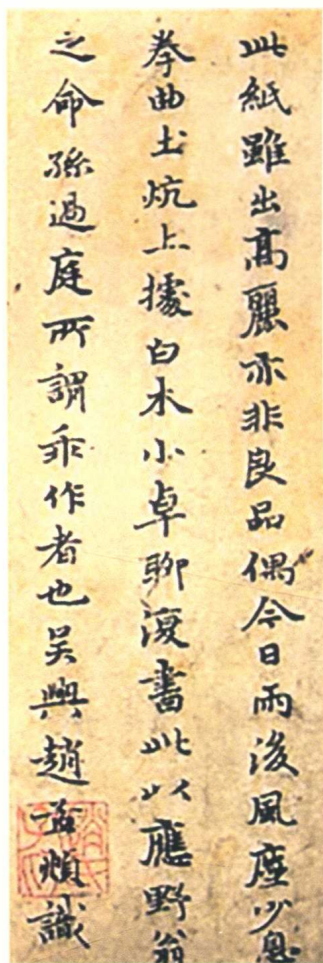 此紙雖出高麗亦非良品偶今日雨後風塵少息
拳曲土炕上據白木小卓聊復書此以應野翁
之命孫過庭所謂乖作者也吳興趙孟頫識